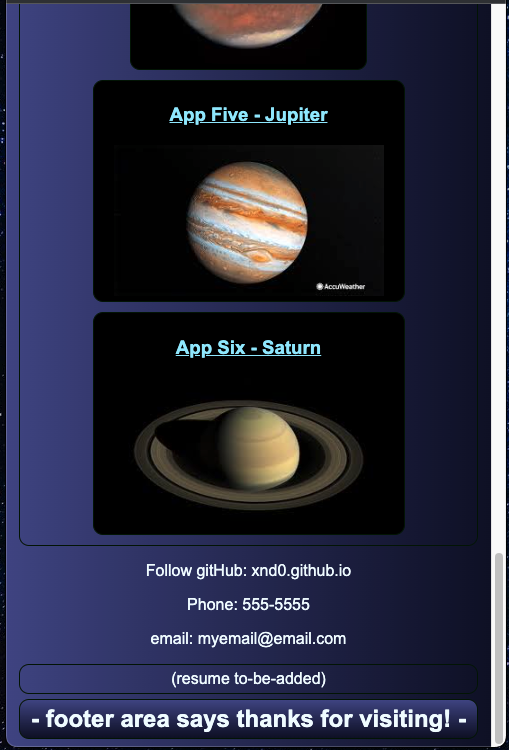 App Five - Jupiter
AccuWeather
App Six - Saturn
Follow gitHub: xnd0.github.io
Phone: 555-5555
email: myemail@email.com
(resume to-be-added)
- footer area says thanks for visiting! -